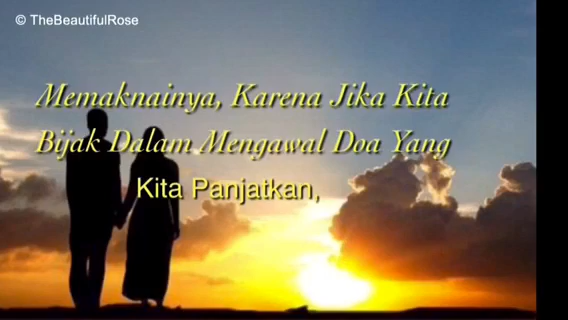 © TheBeautifulRose
Memaknainya, Karena Jika Kita
Bijak Dalam Mengawal Doa Yang
Kita Panjatkan,